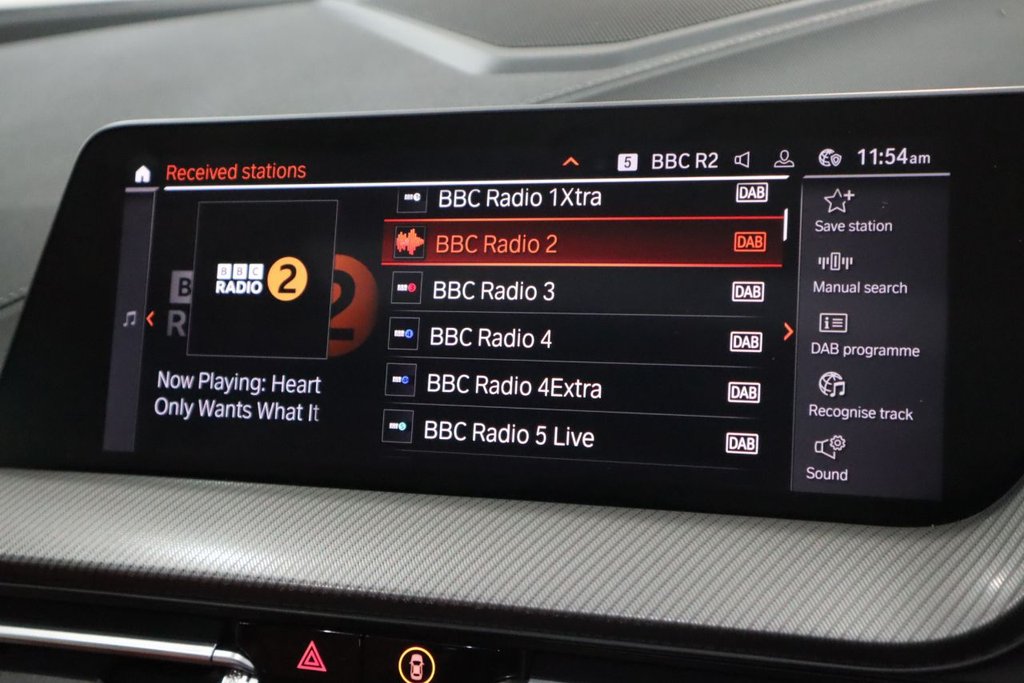 Received stations
5 BBC R2 11:54am
BBC Radio 1Xtra DAB
BBC Radio 2 DAB
BBC Radio 3 DAB
BBC Radio 4 DAB
BBC Radio 4Extra DAB
BBC Radio 5 Live DAB
BBC
RADIO 2
Now Playing: Heart
Only Wants What It
Save station
Manual search
DAB programme
Recognise track
Sound